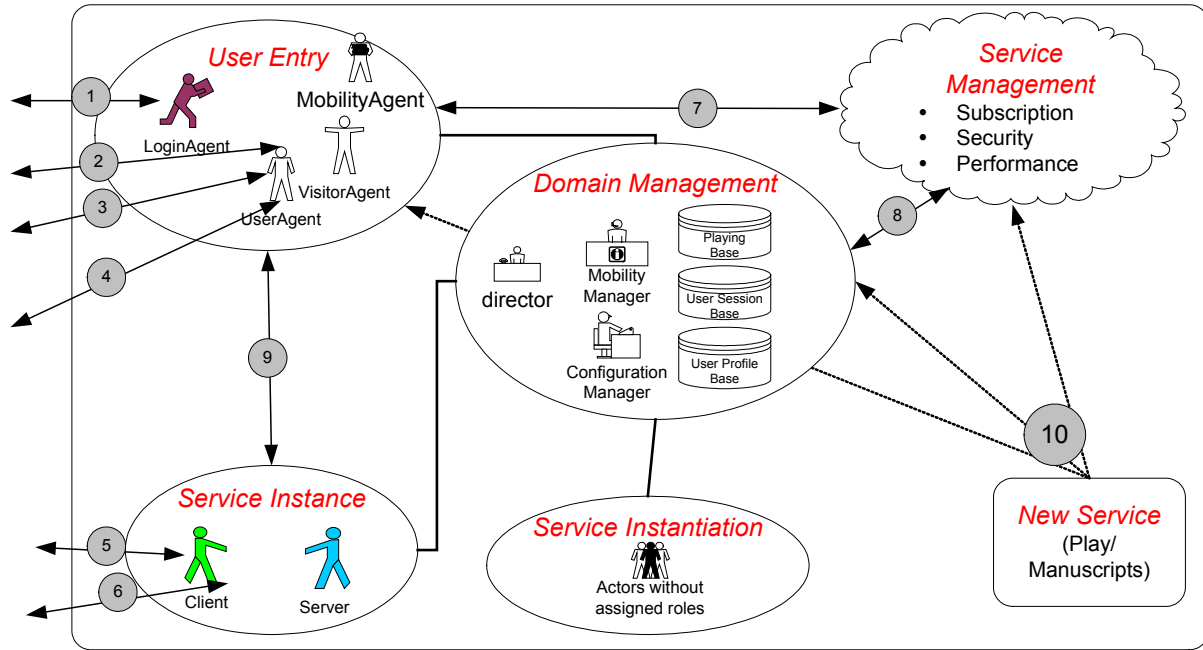 User Entry
MobilityAgent
1
LoginAgent
2
VisitorAgent
3
UserAgent
4
7
Service
Management
• Subscription
• Security
• Performance
8
Domain Management
director
Mobility
Manager
Configuration
Manager
Playing
Base
User Session
Base
User Profile
Base
9
Service Instance
5
6
Client
Server
Service Instantiation
Actors without
assigned roles
10
New Service
(Play/
Manuscripts)